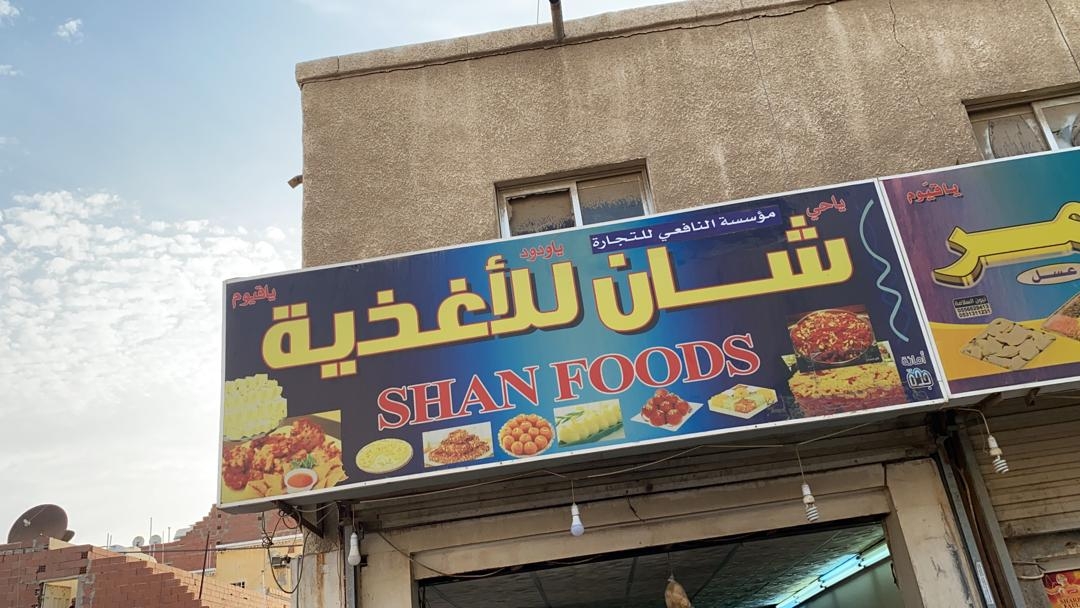 ياحي
مؤسسة النافعي للتجارة
ياودود
ياقيوم
شان للأغذية
SHAN FOODS
أمانة
جدة
ياقيوم
عسل